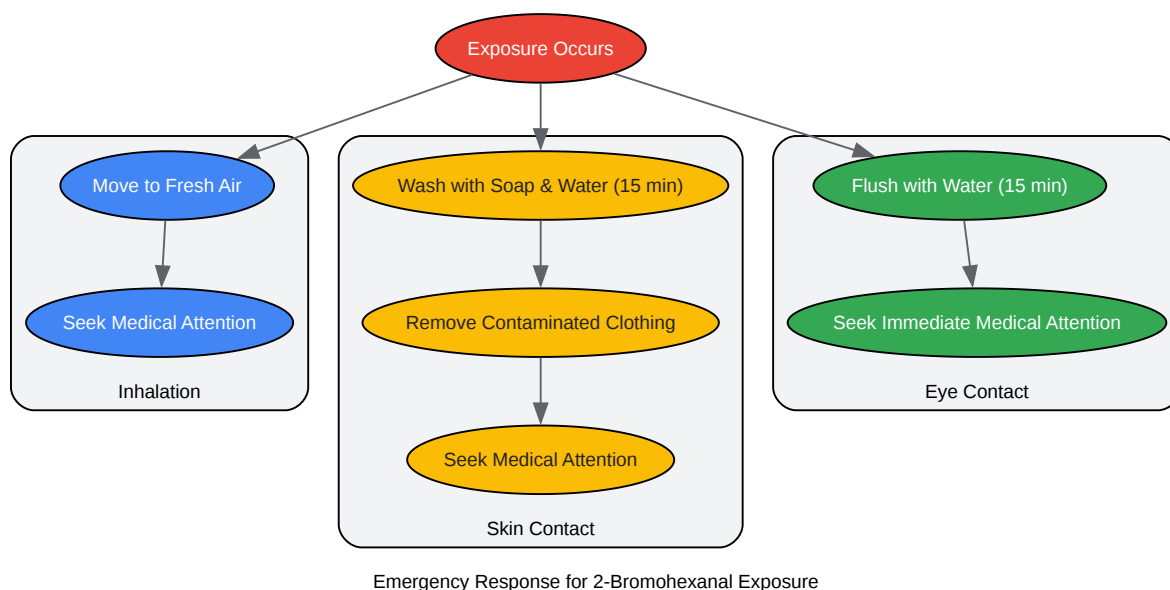 Exposure Occurs
Move to Fresh Air
Wash with Soap & Water (15 min)
Flush with Water (15 min)
Seek Medical Attention
Remove Contaminated Clothing
Seek Immediate Medical Attention
Inhalation
Eye Contact
Seek Medical Attention
Skin Contact
Emergency Response for 2-Bromohexanal Exposure